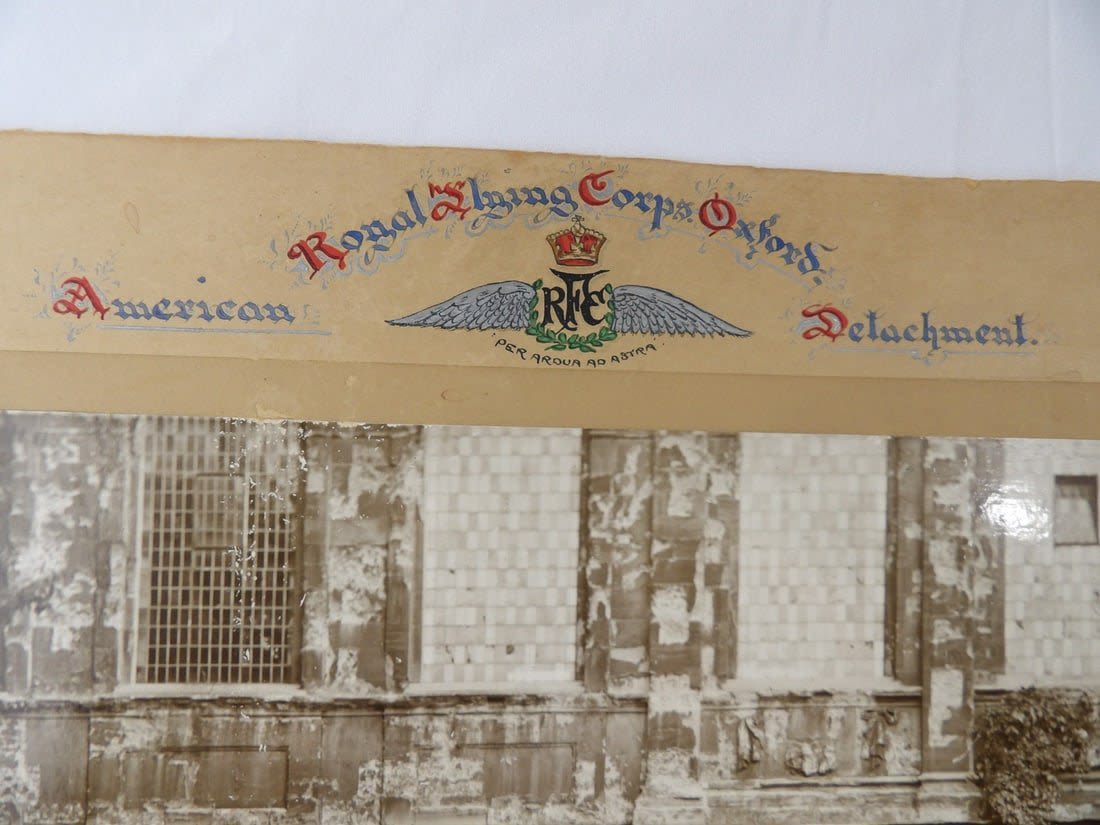 Royal Flying Corps. Oxford.
American Detachment.
RFC
PER ARDUA AD ASTRA